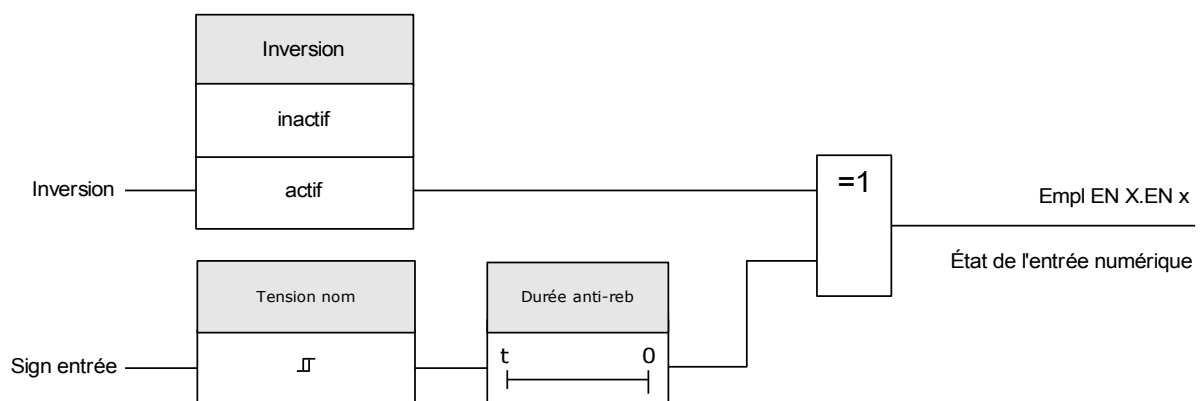 Inversion
inactif
Inversion
actif
=1
Empl EN X.EN x
État de l'entrée numérique
Tension nom
Durée anti-reb
Sign entrée
t
0